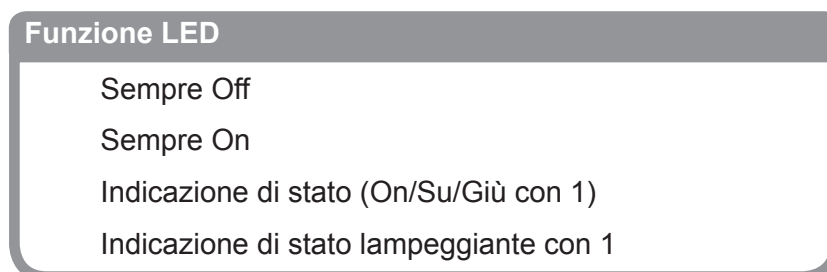 Funzione LED
Sempre Off
Sempre On
Indicazione di stato (On/Su/Giù con 1)
Indicazione di stato lampeggiante con 1